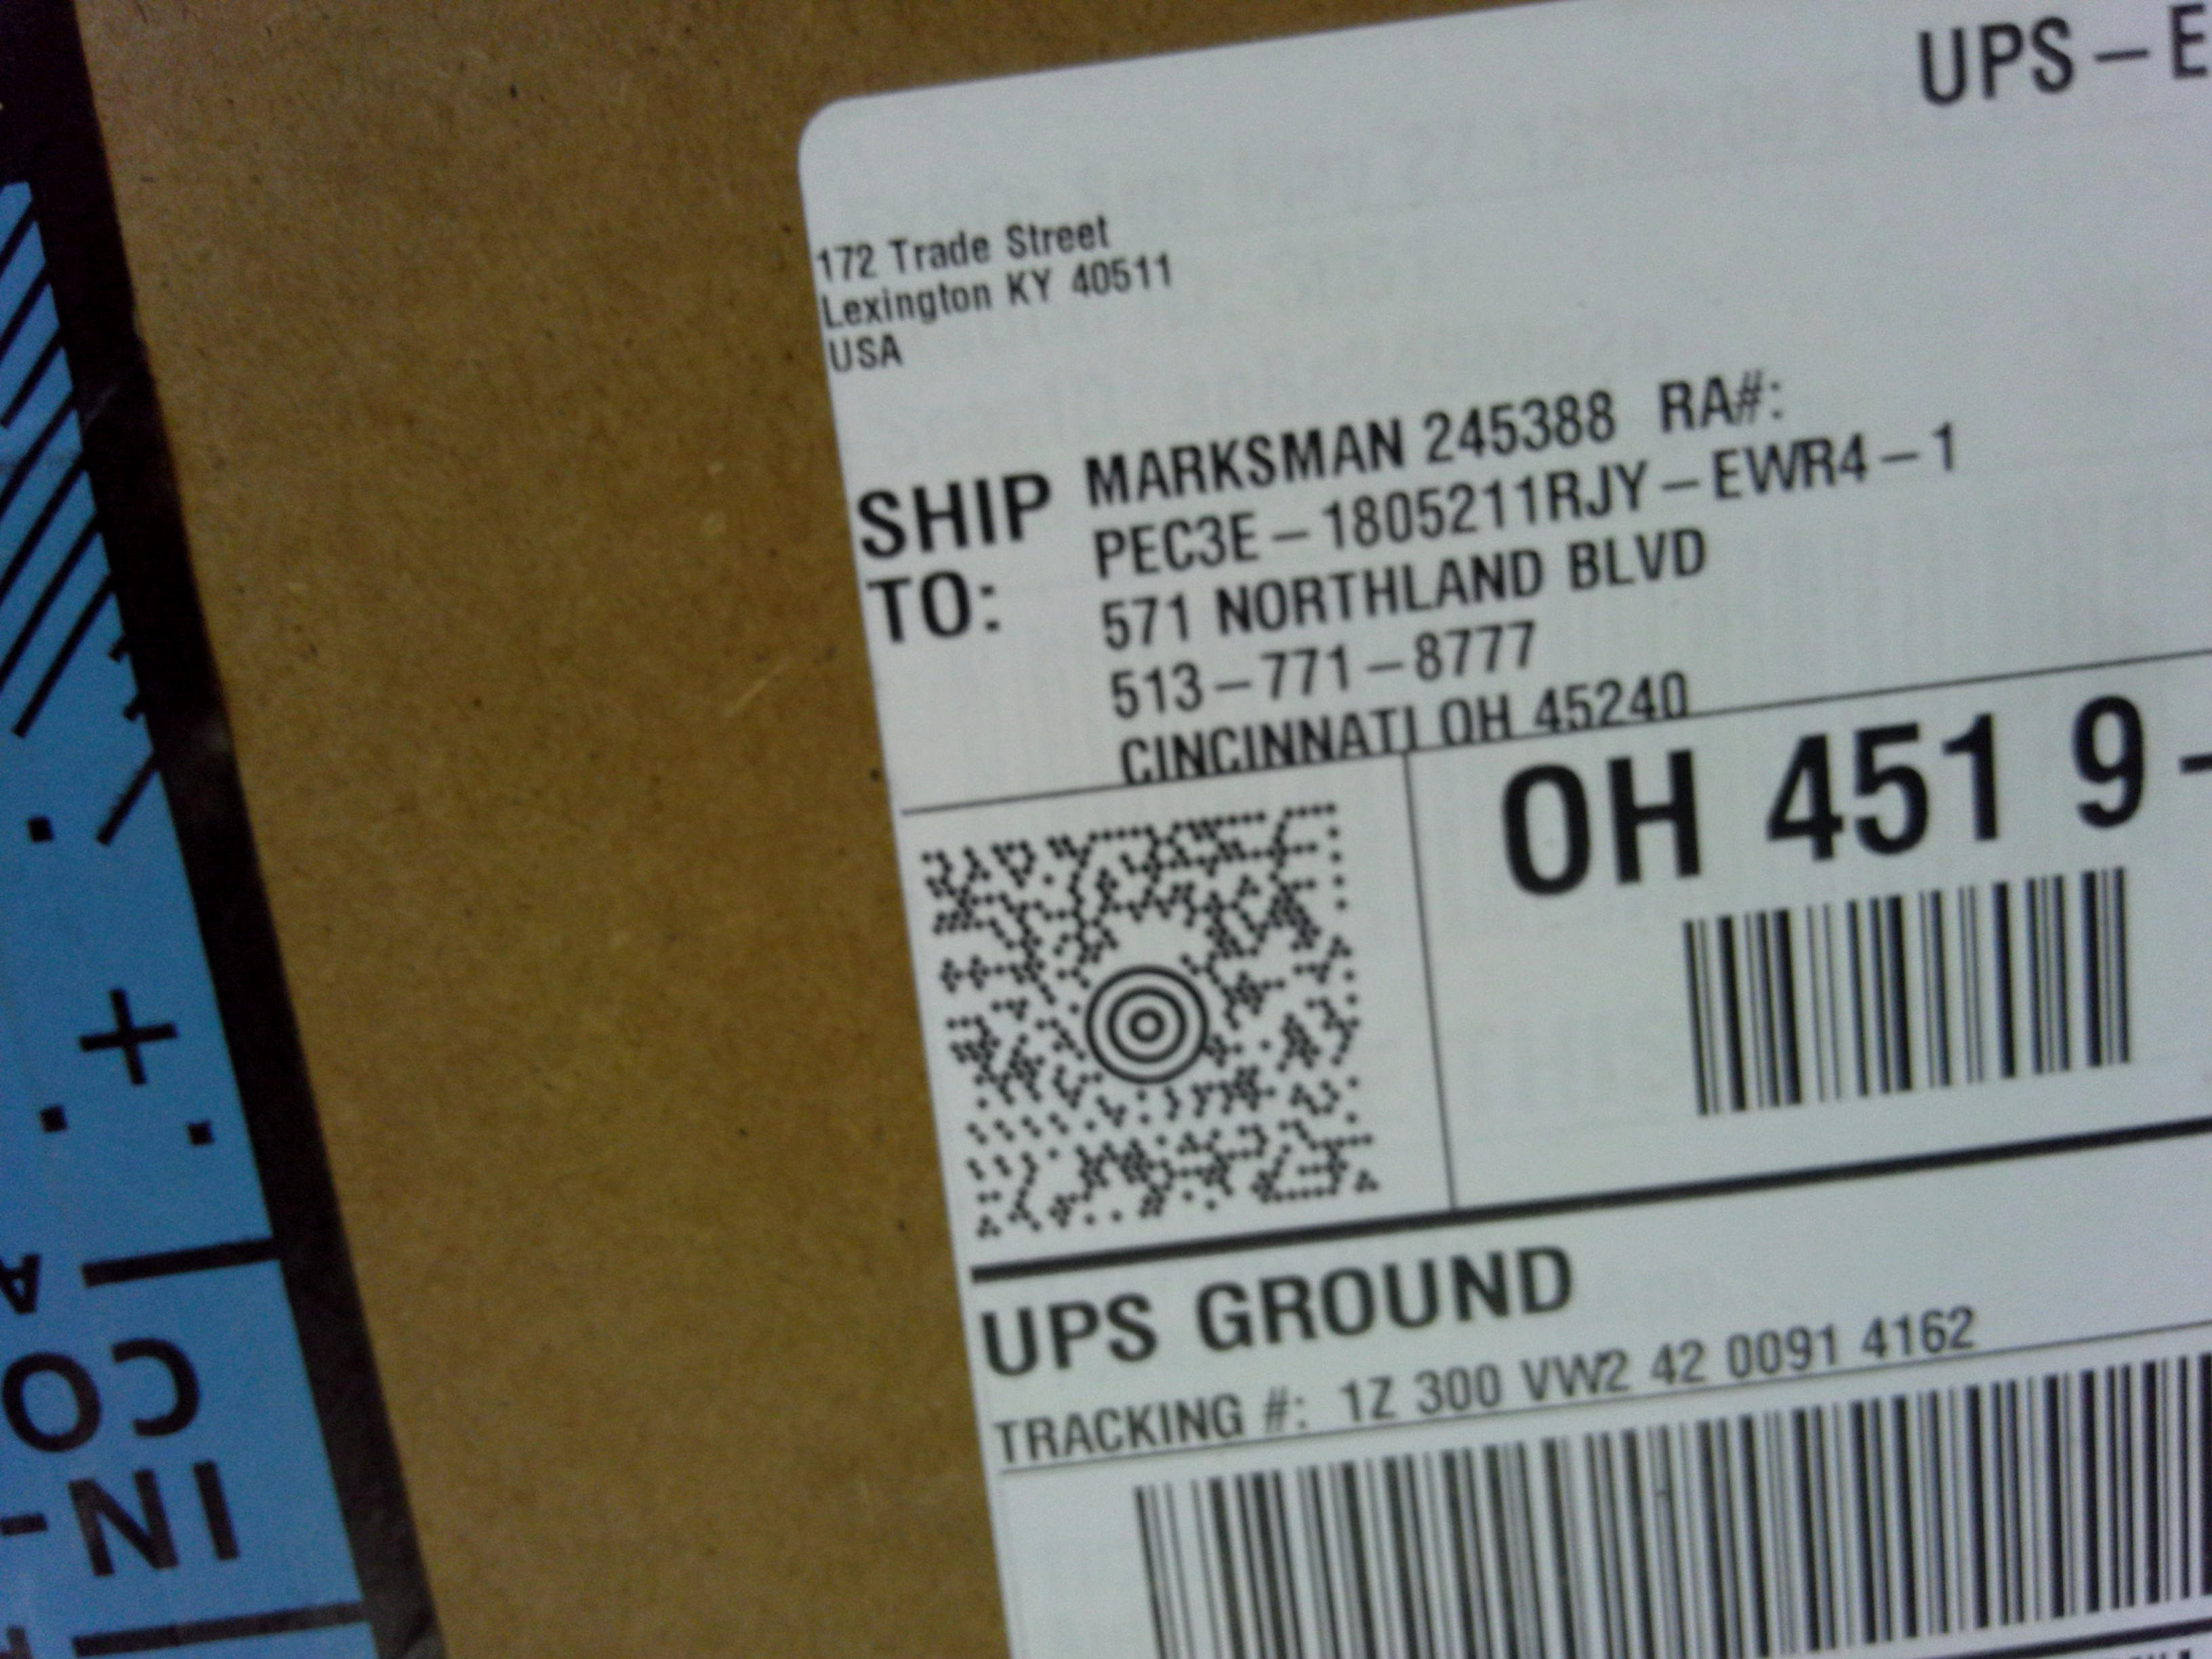 UPS - E
172 Trade Street
Lexington KY 40511
USA
SHIP TO:
MARKSMAN 245388 RA#:
PEC3E-1805211RJY-EWR4-1
571 NORTHLAND BLVD
513-771-8777
CINCINNATI OH 45240
OH 451 9-
UPS GROUND
TRACKING #: 1Z 300 VW2 42 0091 4162
A
CO
IN-